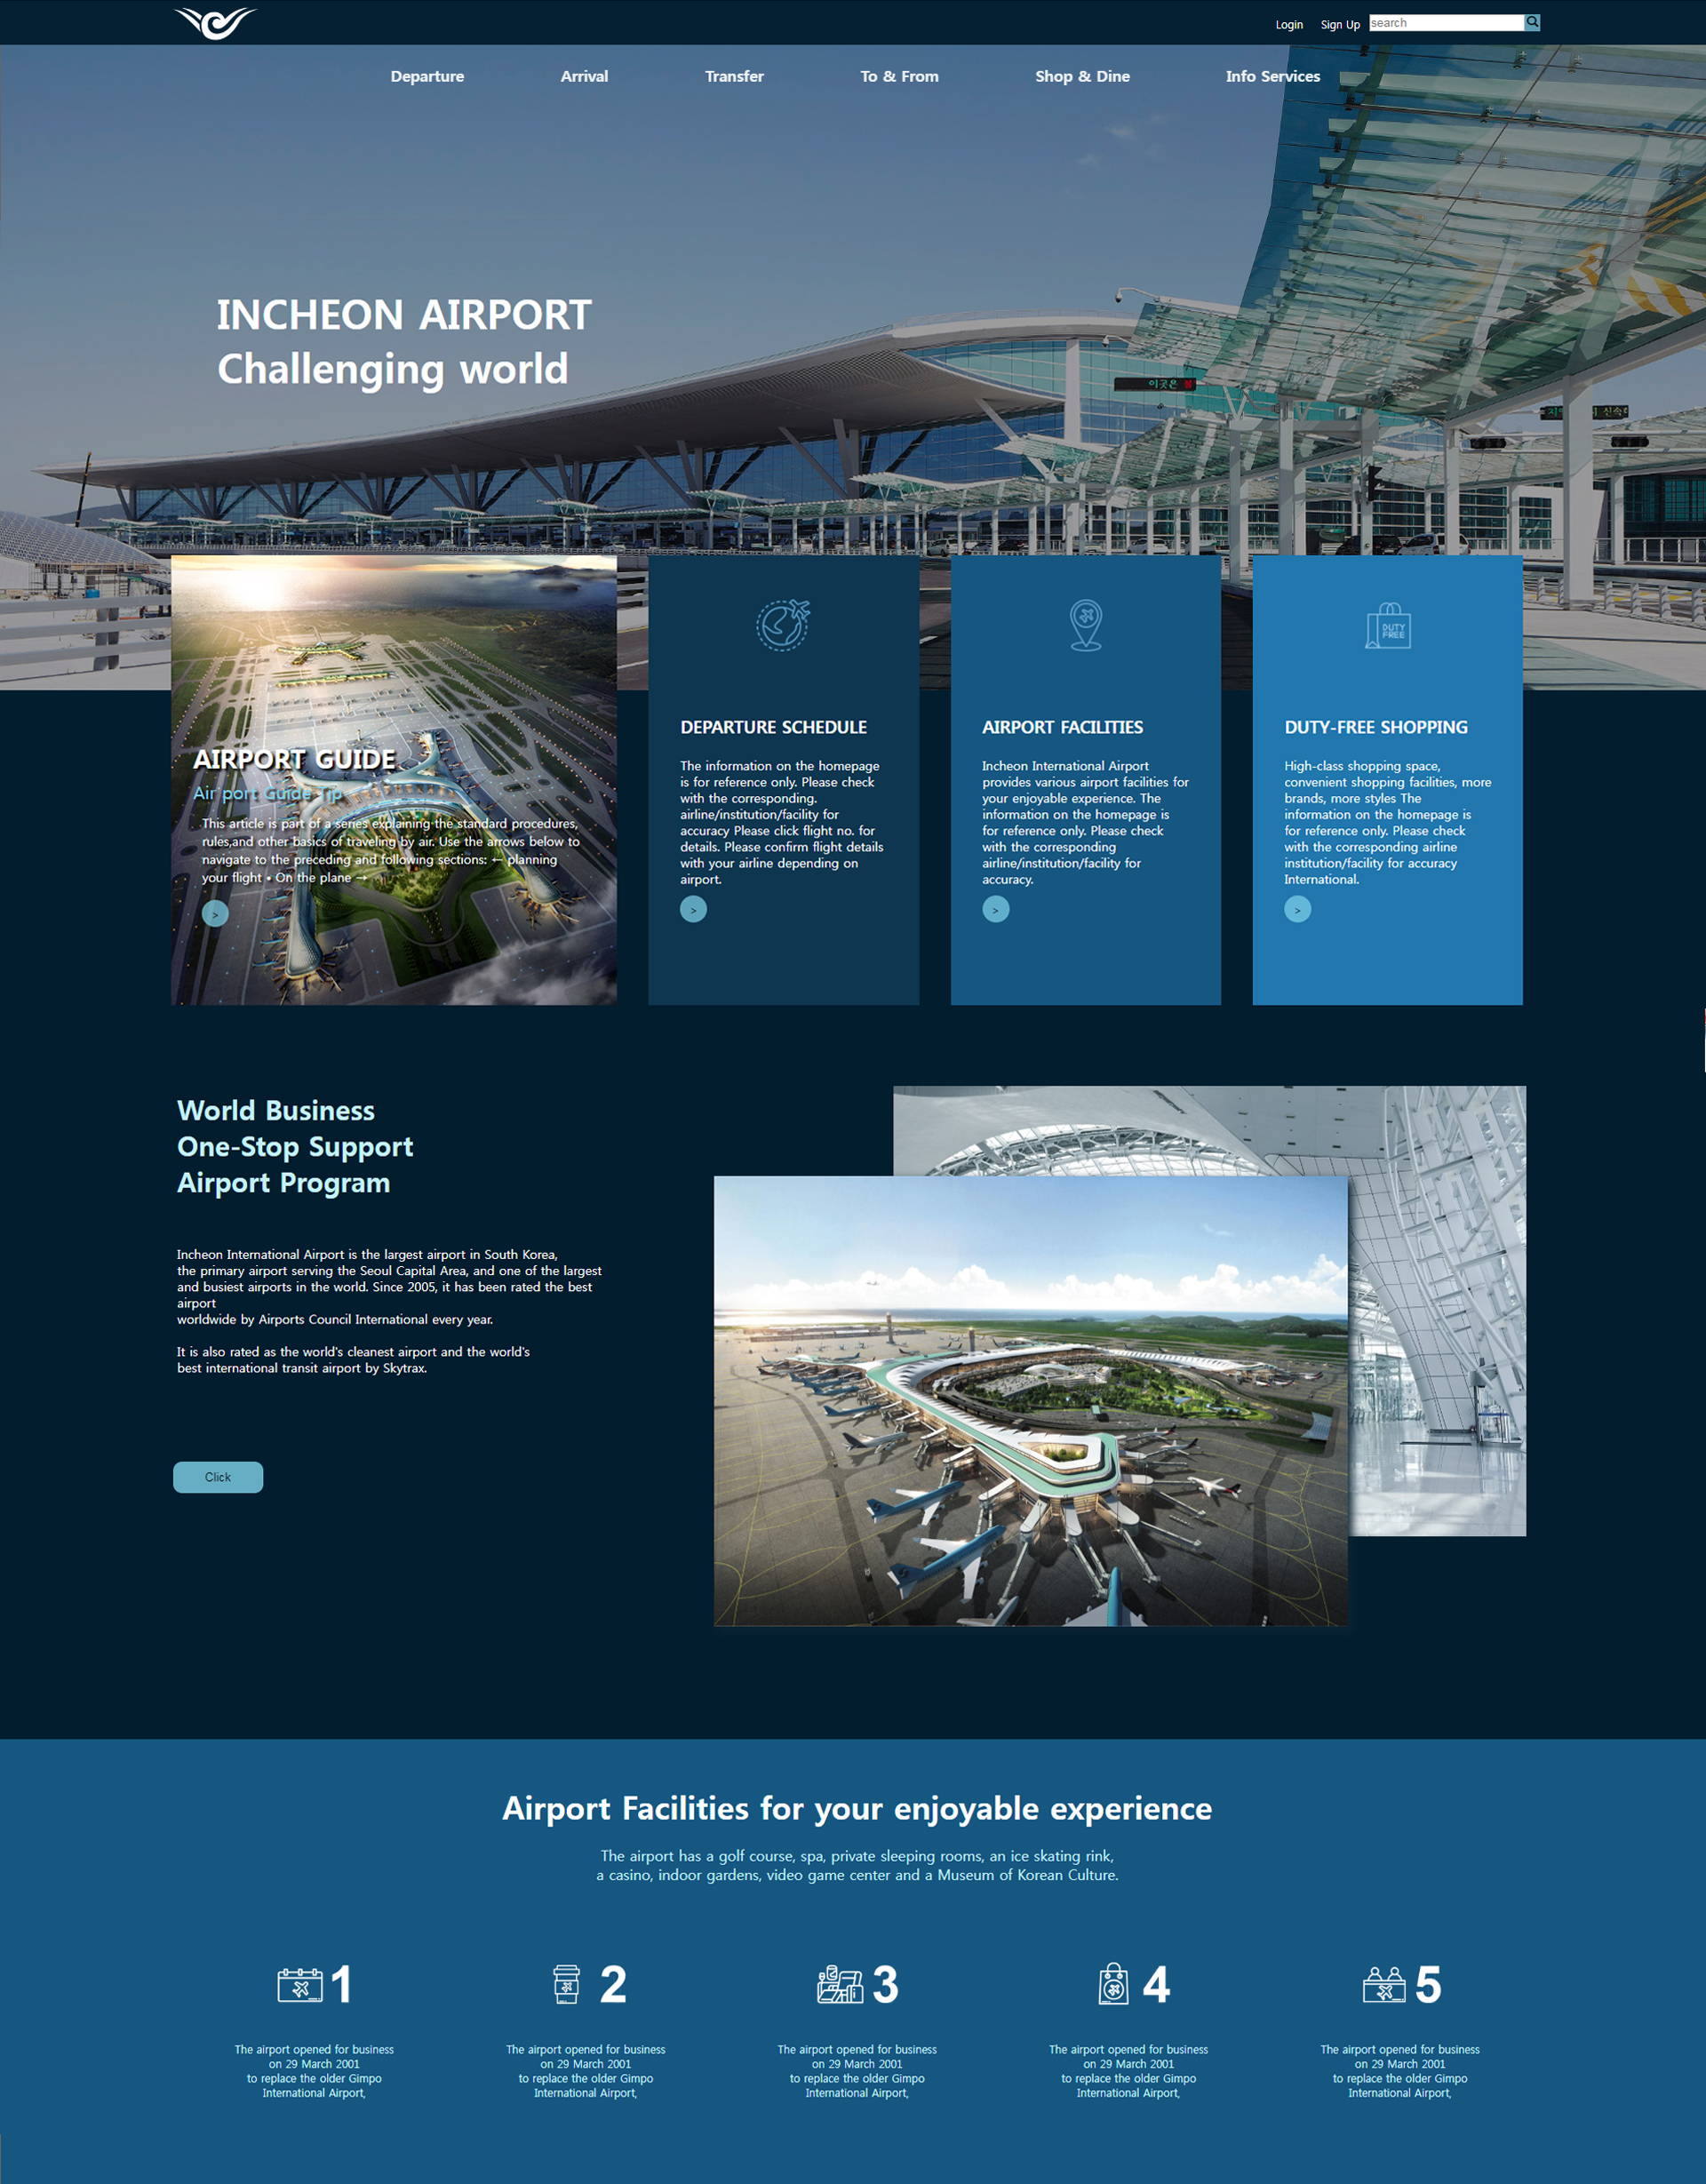 Login Sign Up search
Departure Arrival Transfer To & From Shop & Dine Info Services
INCHEON AIRPORT
Challenging world
이곳은
신속
AIRPORT GUIDE
Air port Guide Tip
This article is part of a series explaining the standard procedures,
rules,and other basics of traveling by air. Use the arrows below to
navigate to the preceding and following sections: ← planning
your flight • On the plane →
>
DEPARTURE SCHEDULE
The information on the homepage
is for reference only. Please check
with the corresponding.
airline/institution/facility for
accuracy Please click flight no. for
details. Please confirm flight details
with your airline depending on
airport.
>
AIRPORT FACILITIES
Incheon International Airport
provides various airport facilities for
your enjoyable experience. The
information on the homepage is
for reference only. Please check
with the corresponding
airline/institution/facility for
accuracy.
>
DUTY FREE
DUTY-FREE SHOPPING
High-class shopping space,
convenient shopping facilities, more
brands, more styles The
information on the homepage is
for reference only. Please check
with the corresponding airline
institution/facility for accuracy
International.
>
World Business
One-Stop Support
Airport Program
Incheon International Airport is the largest airport in South Korea,
the primary airport serving the Seoul Capital Area, and one of the largest
and busiest airports in the world. Since 2005, it has been rated the best
airport
worldwide by Airports Council International every year.
It is also rated as the world's cleanest airport and the world's
best international transit airport by Skytrax.
Click
Airport Facilities for your enjoyable experience
The airport has a golf course, spa, private sleeping rooms, an ice skating rink,
a casino, indoor gardens, video game center and a Museum of Korean Culture.
1
The airport opened for business
on 29 March 2001
to replace the older Gimpo
International Airport,
2
The airport opened for business
on 29 March 2001
to replace the older Gimpo
International Airport,
3
The airport opened for business
on 29 March 2001
to replace the older Gimpo
International Airport,
4
The airport opened for business
on 29 March 2001
to replace the older Gimpo
International Airport,
5
The airport opened for business
on 29 March 2001
to replace the older Gimpo
International Airport,